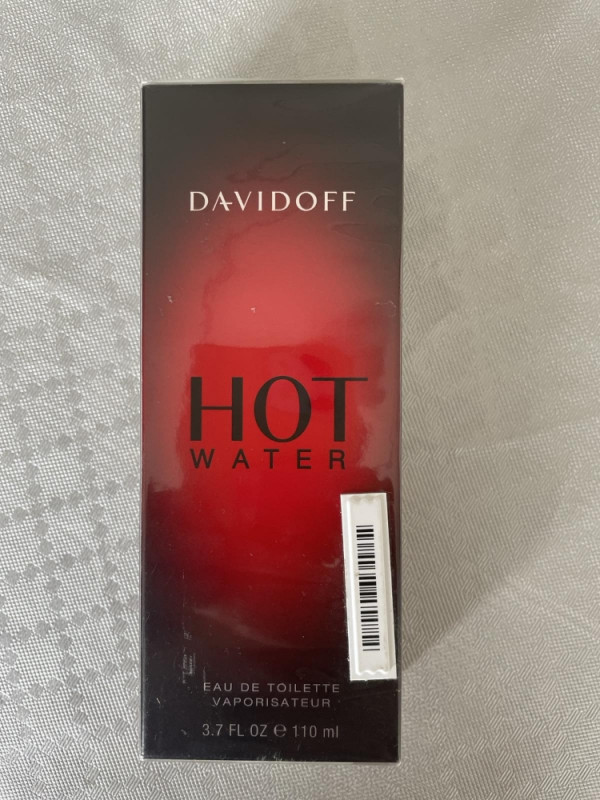 DAVIDOFF
HOT
WATER
EAU DE TOILETTE
VAPORISATEUR
3.7 FL OZ ℮ 110 ml